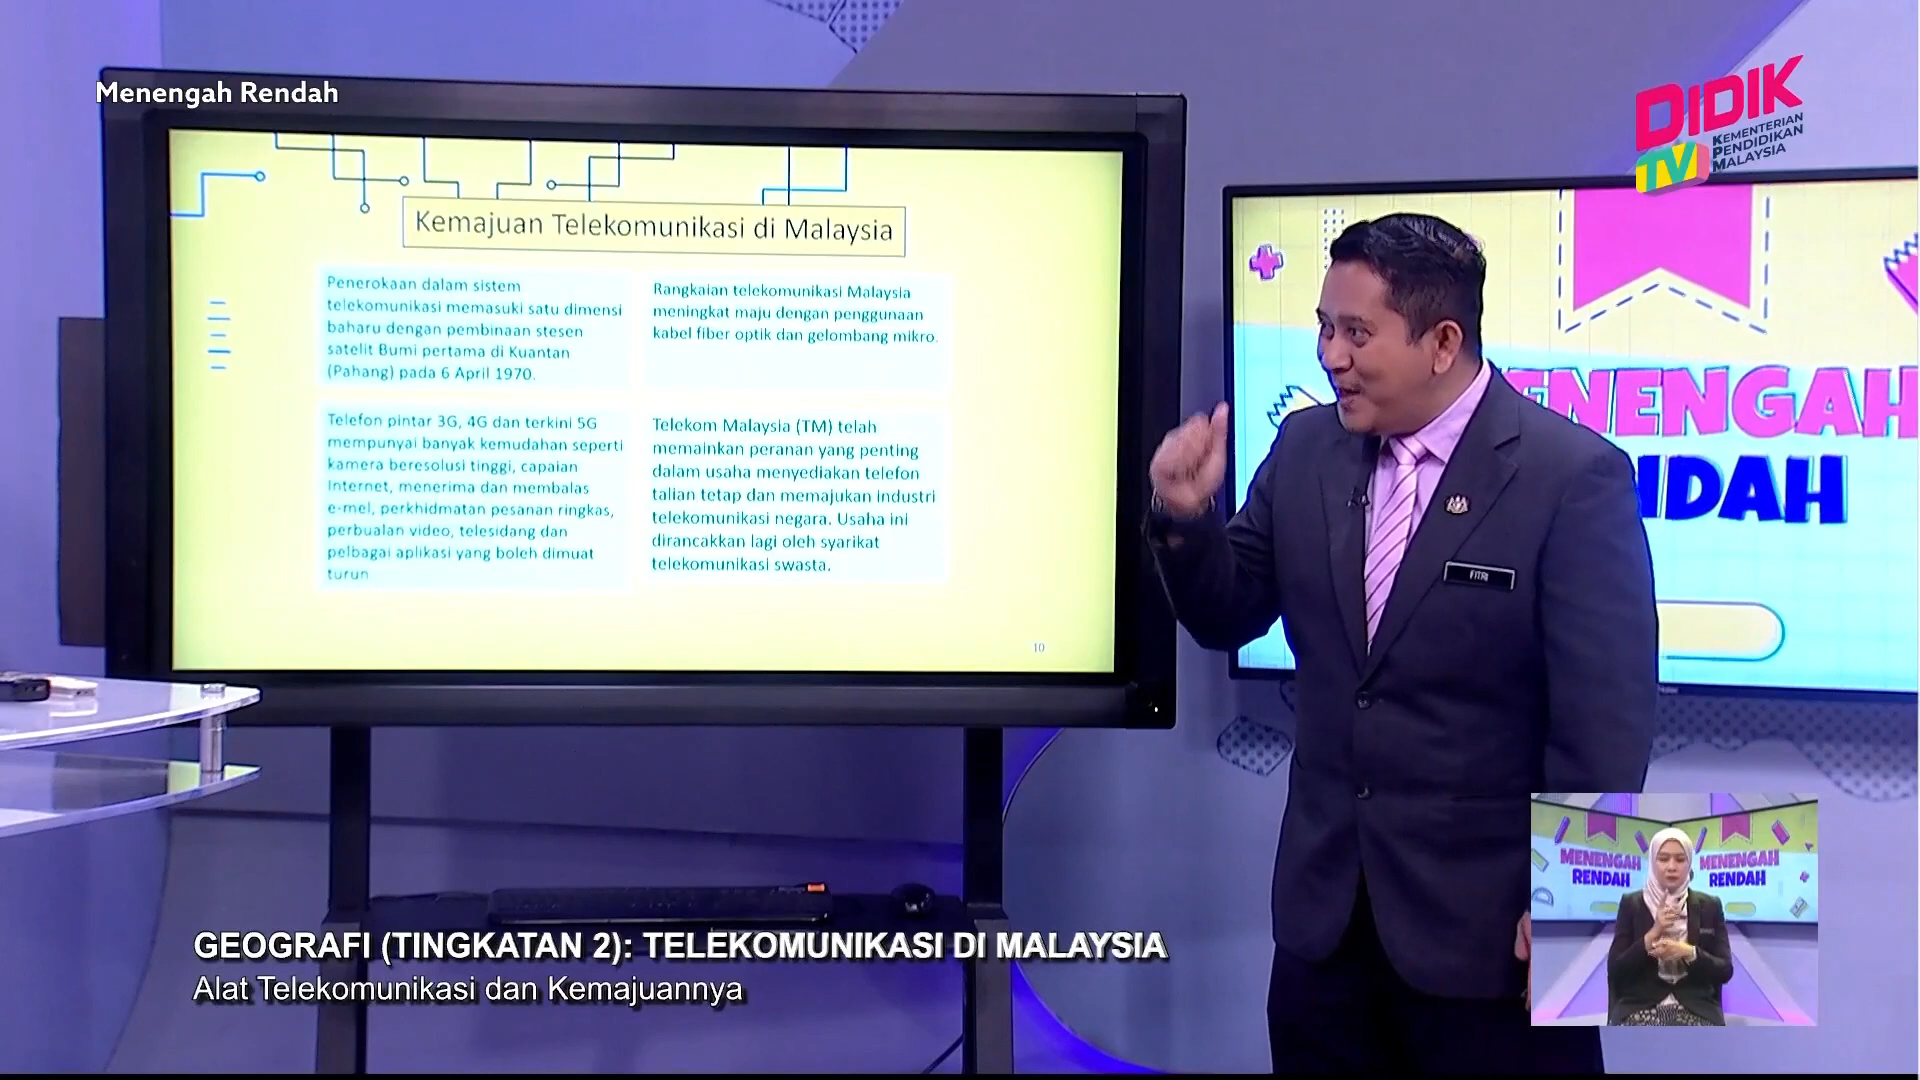 Menengah Rendah
DIDIK
TV
KEMENTERIAN
PENDIDIKAN
MALAYSIA
Kemajuan Telekomunikasi di Malaysia
Penerokaan dalam sistem
telekomunikasi memasuki satu dimensi
baharu dengan pembinaan stesen
satelit Bumi pertama di Kuantan
(Pahang) pada 6 April 1970.
Rangkaian telekomunikasi Malaysia
meningkat maju dengan penggunaan
kabel fiber optik dan gelombang mikro.
Telefon pintar 3G, 4G dan terkini 5G
mempunyai banyak kemudahan seperti
kamera beresolusi tinggi, capaian
Internet, menerima dan membalas
e-mel, perkhidmatan pesanan ringkas,
perbualan video, telesidang dan
pelbagai aplikasi yang boleh dimuat
turun
Telekom Malaysia (TM) telah
memainkan peranan yang penting
dalam usaha menyediakan telefon
talian tetap dan memajukan industri
telekomunikasi negara. Usaha ini
dirancakkan lagi oleh syarikat
telekomunikasi swasta.
10
MENENGAH
NDAH
FITRI
MENENGAH
RENDAH
MENENGAH
RENDAH
GEOGRAFI (TINGKATAN 2): TELEKOMUNIKASI DI MALAYSIA
Alat Telekomunikasi dan Kemajuannya